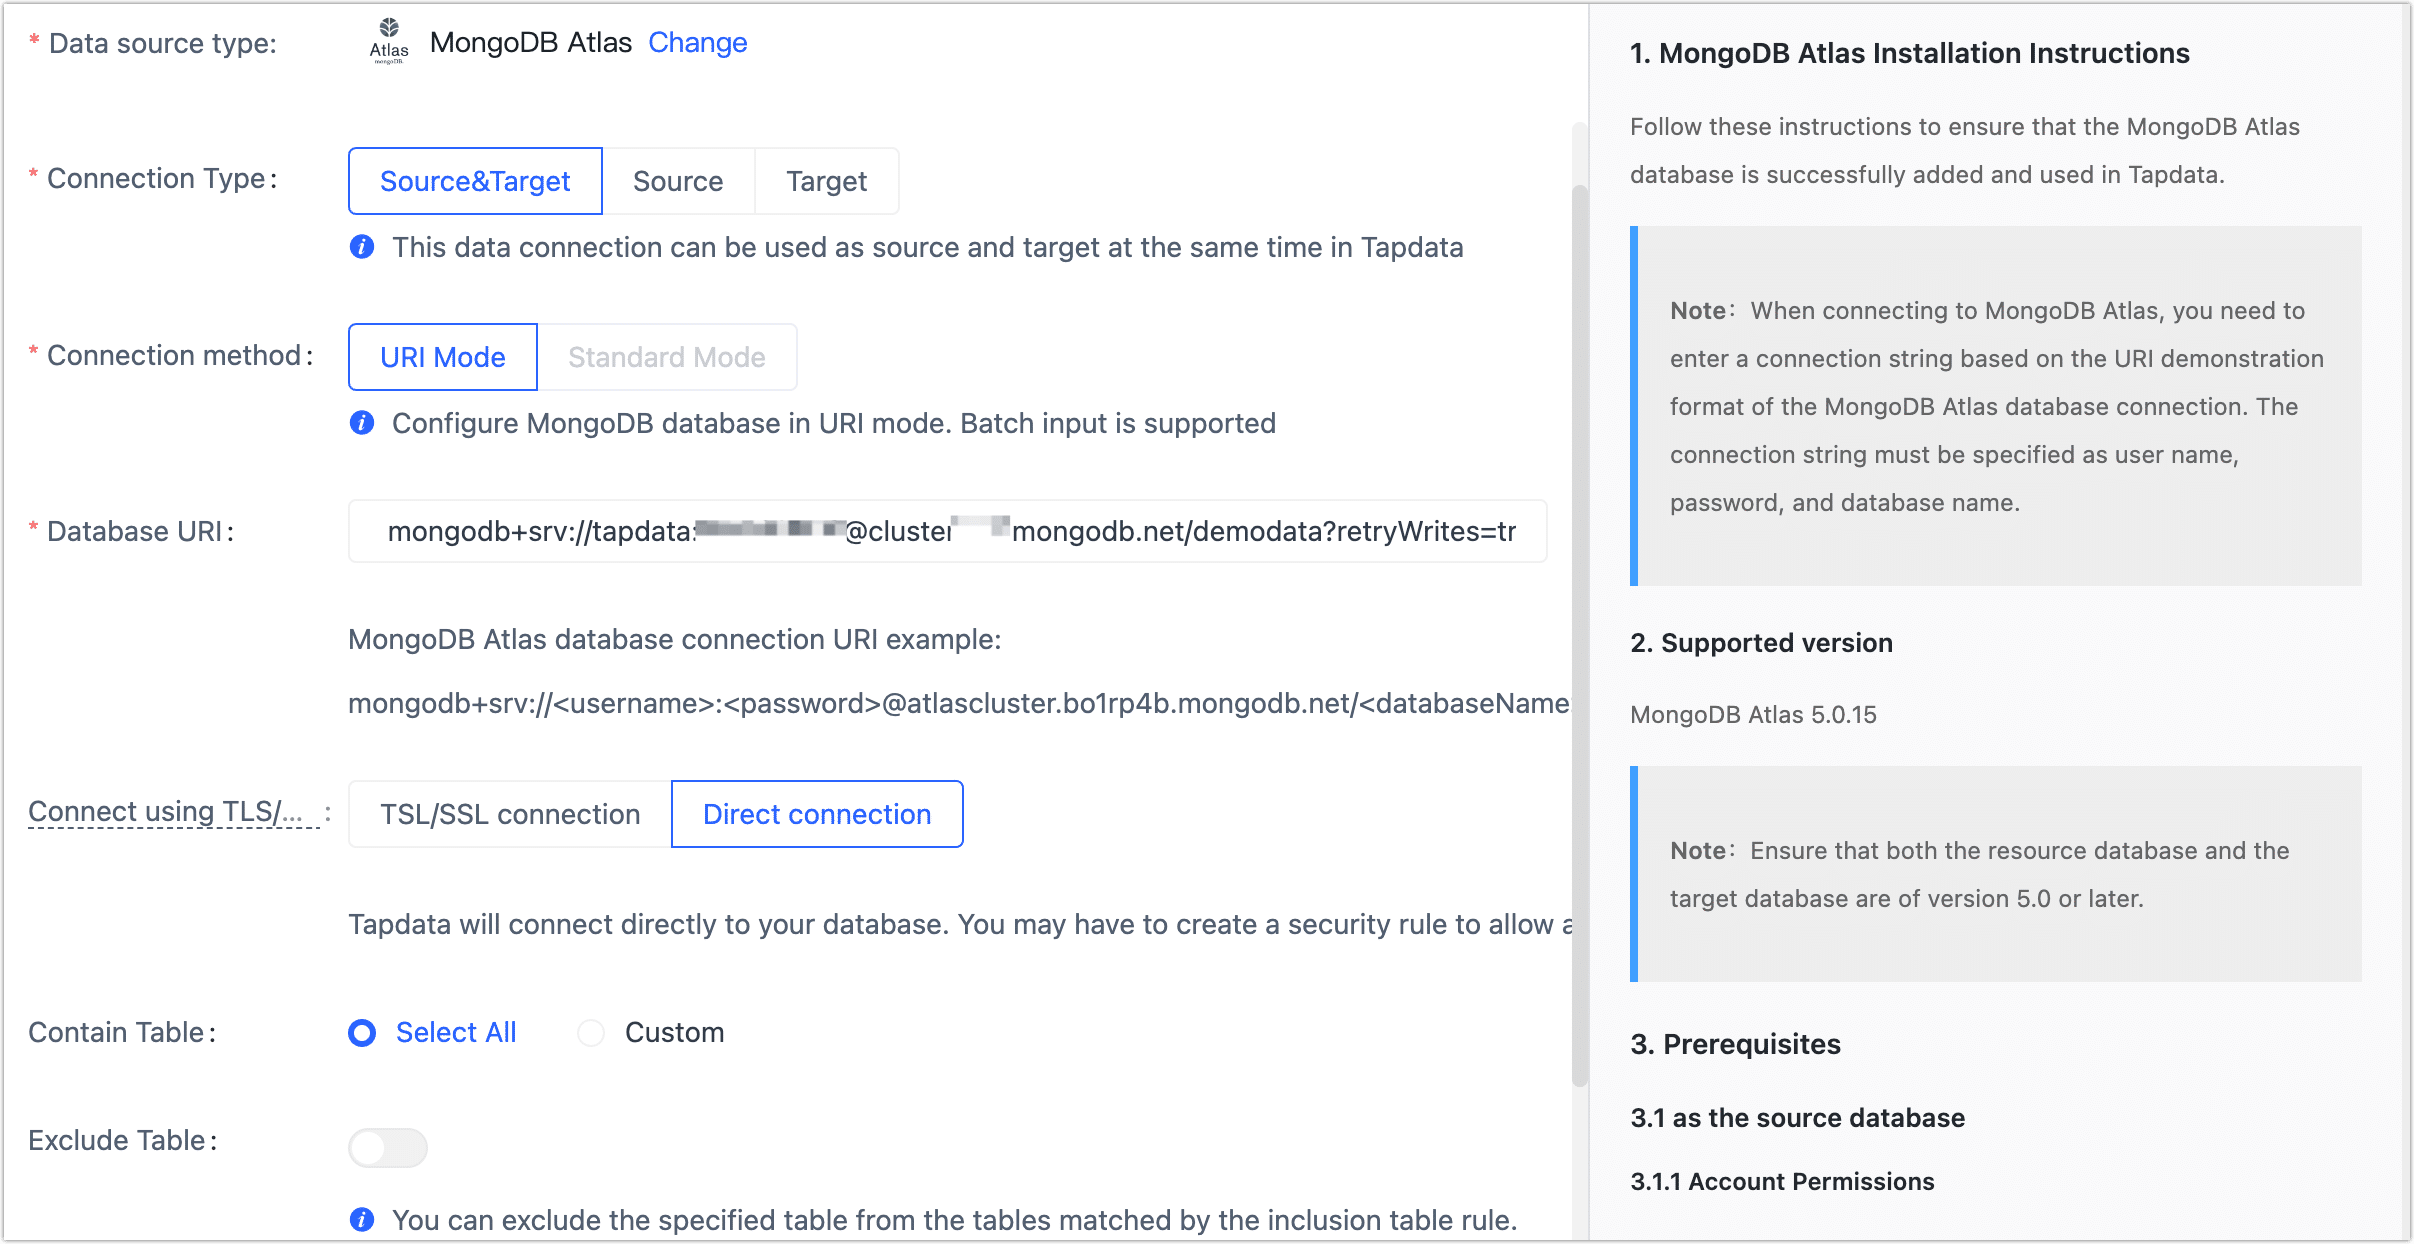 * Data source type:
Atlas
mongoDB.
MongoDB Atlas Change
* Connection Type:
Source&Target Source Target
This data connection can be used as source and target at the same time in Tapdata
* Connection method:
URI Mode Standard Mode
Configure MongoDB database in URI mode. Batch input is supported
* Database URI:
mongodb+srv://tapdata: @cluster mongodb.net/demodata?retryWrites=tr
MongoDB Atlas database connection URI example:
mongodb+srv://<username>:<password>@atlascluster.bo1rp4b.mongodb.net/<databaseName>
Connect using TLS/... :
TSL/SSL connection Direct connection
Tapdata will connect directly to your database. You may have to create a security rule to allow a
Contain Table:
Select All Custom
Exclude Table:
You can exclude the specified table from the tables matched by the inclusion table rule.
1. MongoDB Atlas Installation Instructions
Follow these instructions to ensure that the MongoDB Atlas
database is successfully added and used in Tapdata.
Note: When connecting to MongoDB Atlas, you need to
enter a connection string based on the URI demonstration
format of the MongoDB Atlas database connection. The
connection string must be specified as user name,
password, and database name.
2. Supported version
MongoDB Atlas 5.0.15
Note: Ensure that both the resource database and the
target database are of version 5.0 or later.
3. Prerequisites
3.1 as the source database
3.1.1 Account Permissions